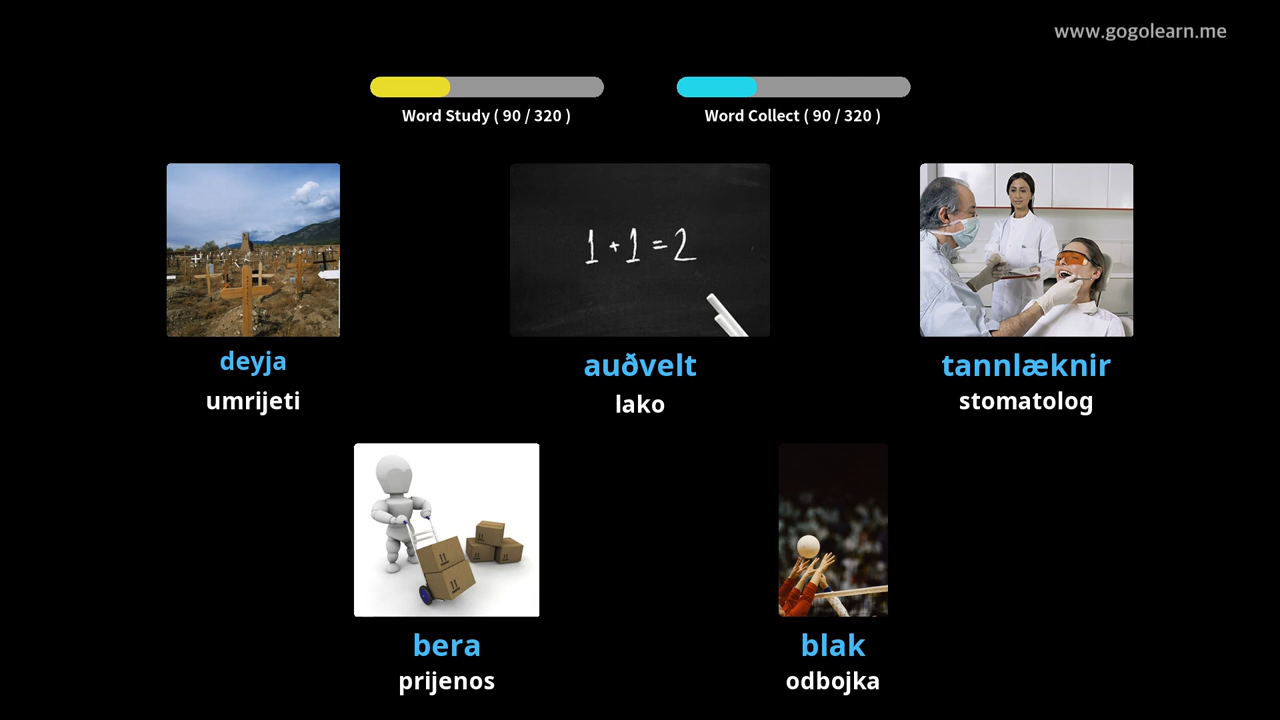 www.gogolearn.me
Word Study ( 90 / 320 )
Word Collect ( 90 / 320 )
1 + 1 = 2
deyja
umrijeti
auðvelt
lako
tannlæknir
stomatolog
bera
prijenos
blak
odbojka